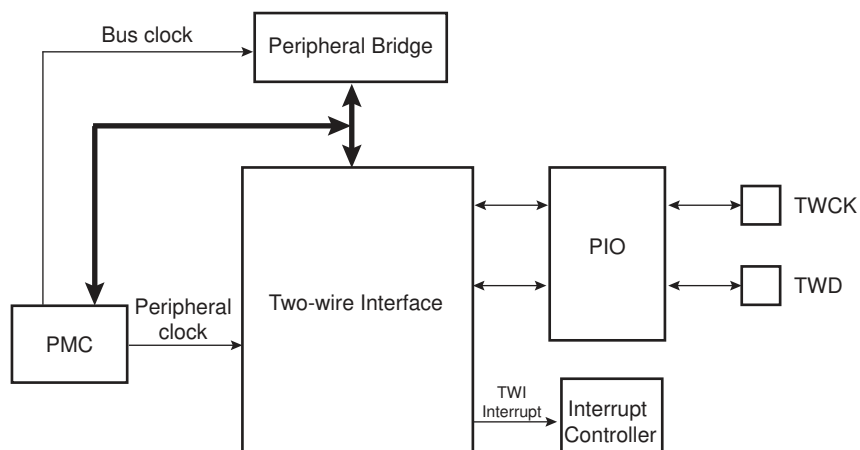 Bus clock
Peripheral Bridge
TWCK
PIO
Two-wire Interface
TWD
Peripheral
clock
PMC
TWI
Interrupt
Interrupt
Controller